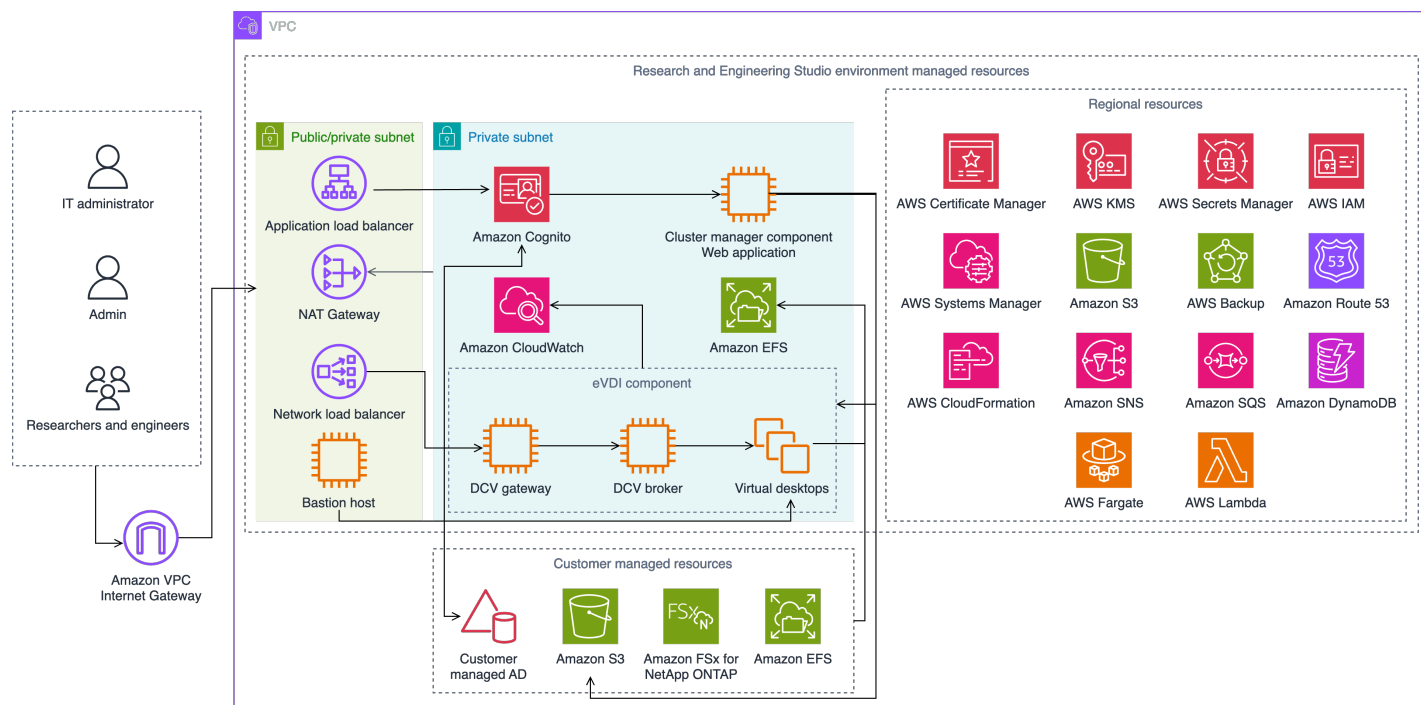 VPC
Research and Engineering Studio environment managed resources
IT administrator
Admin
Researchers and engineers
Amazon VPC
Internet Gateway
Public/private subnet
Application load balancer
NAT Gateway
Network load balancer
Bastion host
Private subnet
Amazon Cognito
Cluster manager component
Web application
Amazon CloudWatch
Amazon EFS
eVDI component
DCV gateway
DCV broker
Virtual desktops
Regional resources
AWS Certificate Manager
AWS KMS
AWS Secrets Manager
AWS IAM
AWS Systems Manager
Amazon S3
AWS Backup
53
Amazon Route 53
AWS CloudFormation
Amazon SNS
Amazon SQS
Amazon DynamoDB
AWS Fargate
AWS Lambda
Customer managed resources
Customer
managed AD
Amazon S3
FSx
N
Amazon FSx for
NetApp ONTAP
Amazon EFS